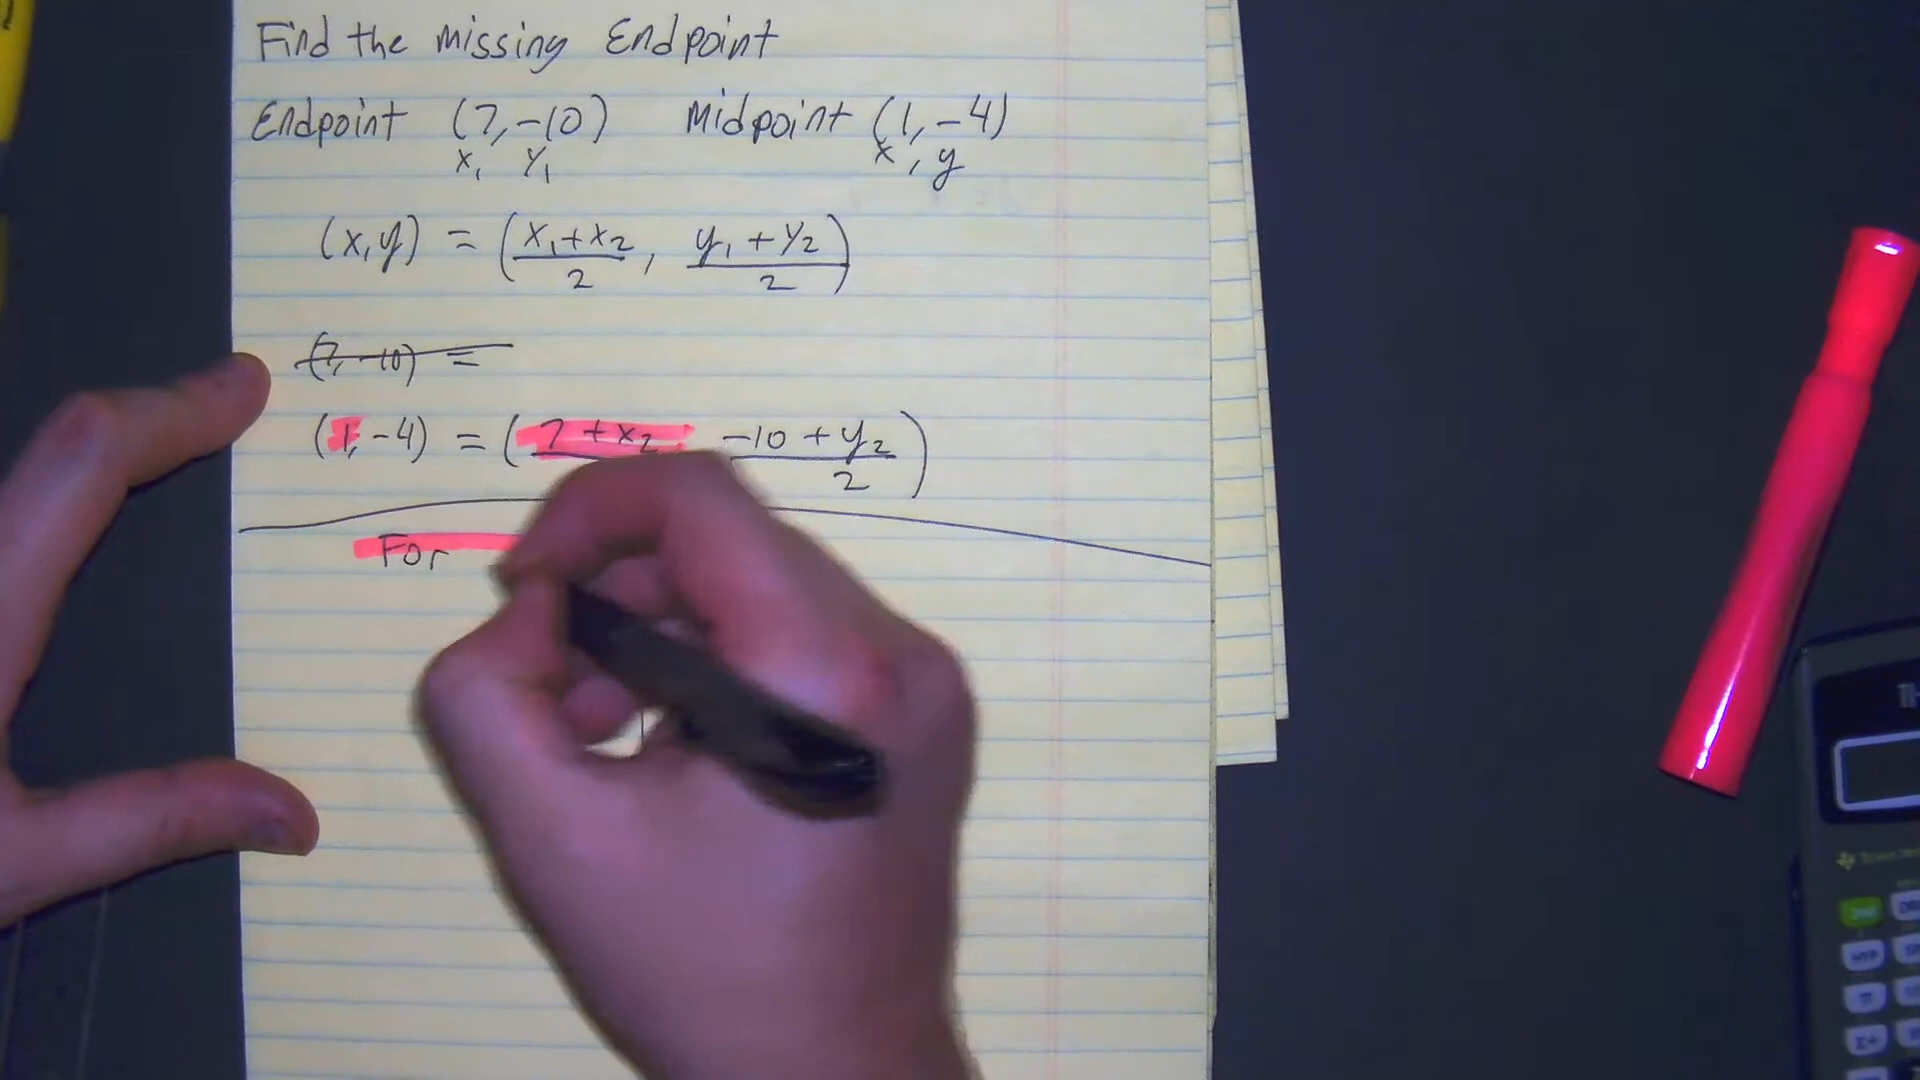 Find the missing Endpoint
Endpoint (7,-10) Midpoint (1,-4)
x₁ y₁ x , y
(x,y) = (x₁+x₂/2, y₁+y₂/2)
(7,-10) =
(1,-4) = (7+x₂ -10+y₂/2)
For